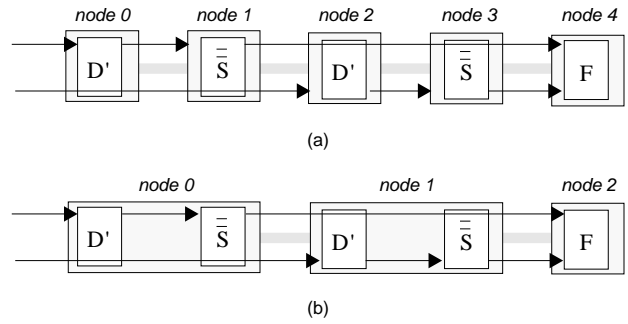 node 0 node 1 node 2 node 3 node 4
D' S̿ D' S̿ F
(a)
node 0 node 1 node 2
D' S̿ D' S̿ F
(b)